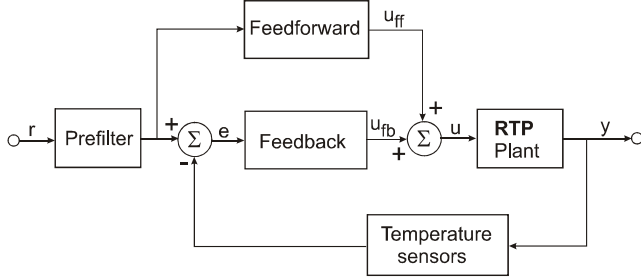 Feedforward
u_ff
r
Prefilter
+
-
Σ
e
Feedback
u_fb
+
+
Σ
u
RTP
Plant
y
Temperature
sensors